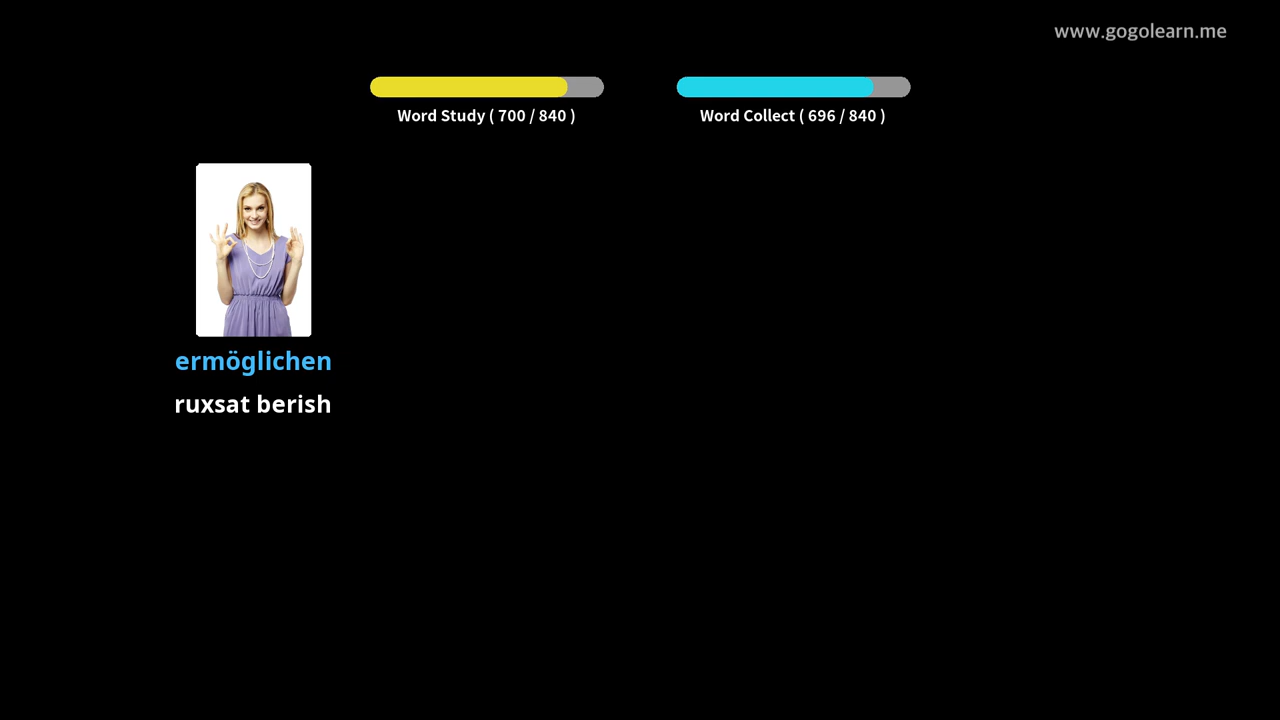 www.gogolearn.me
Word Study ( 700 / 840 )
Word Collect ( 696 / 840 )
ermöglichen
ruxsat berish